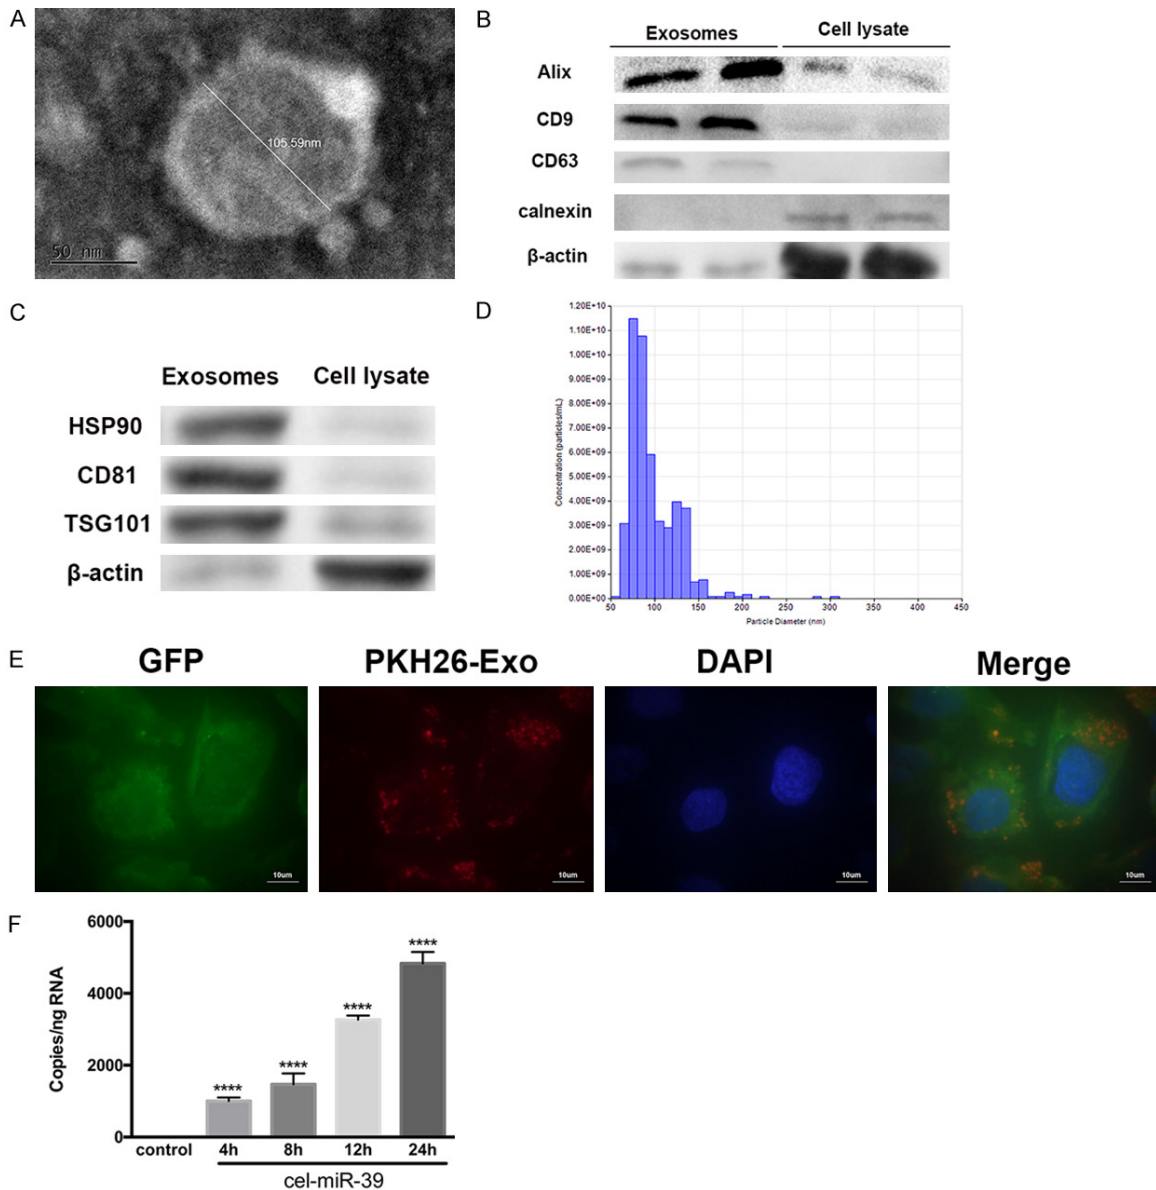 A
105.59nm
50 nm
B
Exosomes Cell lysate
Alix
CD9
CD63
calnexin
β-actin
C
Exosomes Cell lysate
HSP90
CD81
TSG101
β-actin
D
Concentration (particles/mL)
1.20E+10
1.10E+10
1.00E+10
9.00E+09
8.00E+09
7.00E+09
6.00E+09
5.00E+09
4.00E+09
3.00E+09
2.00E+09
1.00E+09
0.00E+00
50 100 150 200 250 300 350 400 450
Particle Diameter (nm)
E
GFP PKH26-Exo DAPI Merge
10um 10um 10um 10um
F
Copies/ng RNA
6000
4000
2000
0
**** **** **** ****
control 4h 8h 12h 24h
cel-miR-39